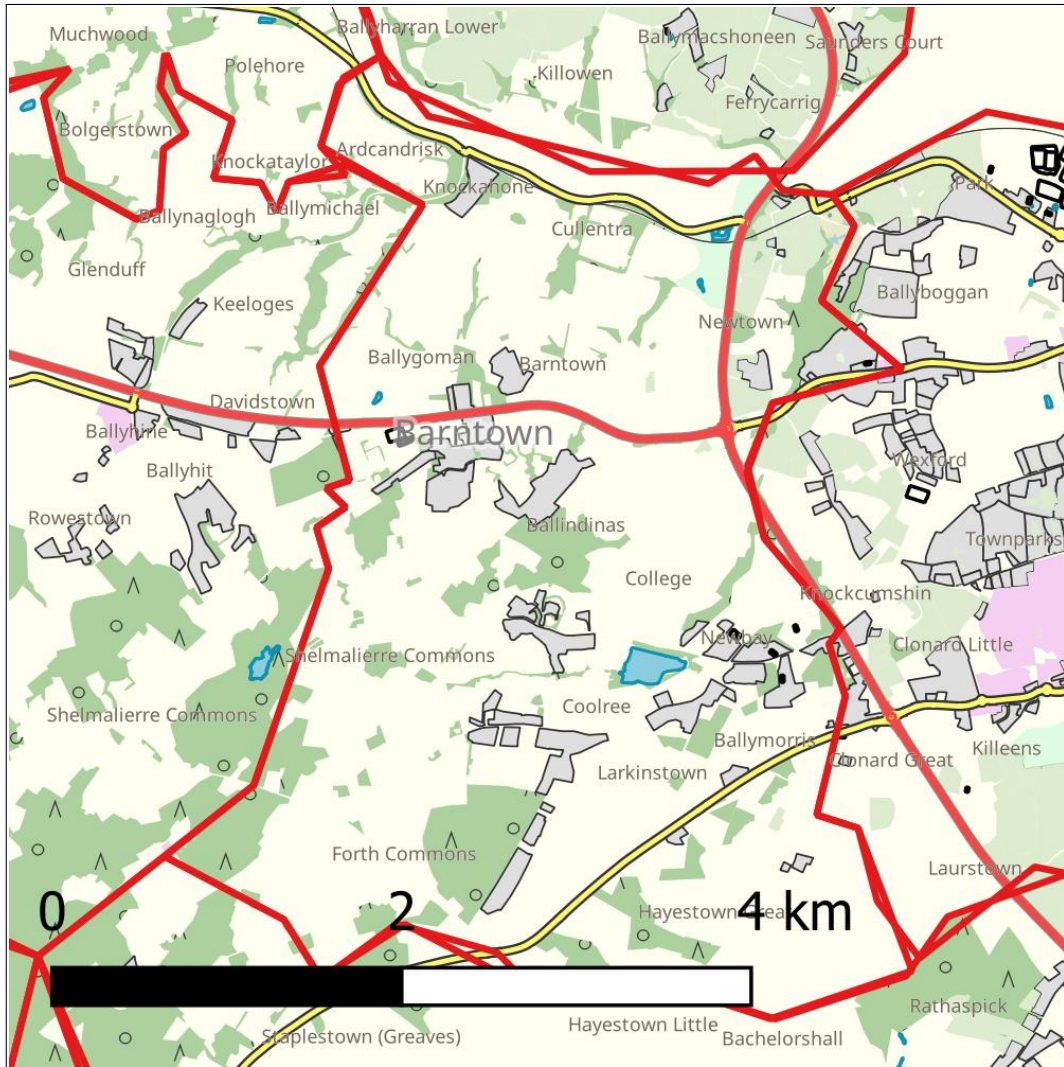 Muchwood
Ballyharran Lower
Ballymacshoneen
Saunders Court
Polehore
Killowen
Ferrycarrig
Bolgerstown
Knockataylor
Ardcandrisk
Knockahone
Park
Ballynaglogh
Ballymichael
Cullentra
Glenduff
Keeloges
Ballyboggan
Newtown
Ballygoman
Barntown
Davidstown
Ballyhine
Barntown
Ballyhit
Wexford
Rowestown
Ballindinas
Townparks
College
Knockcumshin
Newbay
Clonard Little
Shelmalierre Commons
Shelmalierre Commons
Coolree
Ballymorris
Killeens
Clonard Great
Larkinstown
Forth Commons
Laurstown
0
2
4 km
Hayestown Great
Rathaspick
Hayestown Little
Staplestown (Greaves)
Bachelorshall